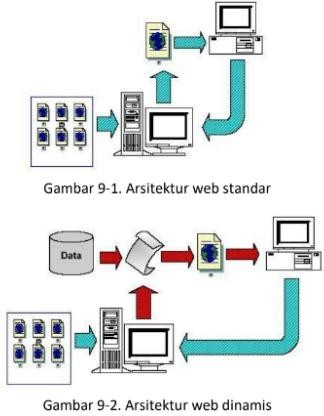 Gambar 9-1. Arsitektur web standar
Data
Gambar 9-2. Arsitektur web dinamis